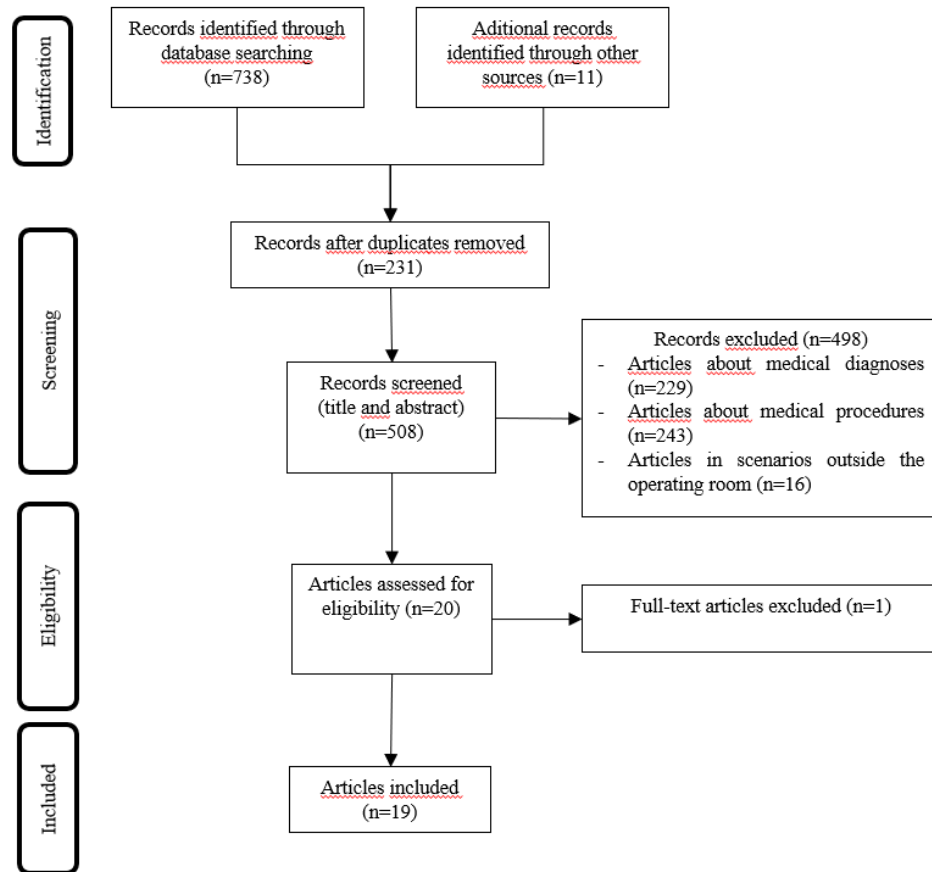 Identification
Records identified through
database searching
(n=738)
Aditional records
identified through other
sources (n=11)
Screening
Records after duplicates removed
(n=231)
Records screened
(title and abstract)
(n=508)
Records excluded (n=498)
- Articles about medical diagnoses
(n=229)
- Articles about medical procedures
(n=243)
- Articles in scenarios outside the
operating room (n=16)
Eligibility
Articles assessed for
eligibility (n=20)
Full-text articles excluded (n=1)
Included
Articles included
(n=19)